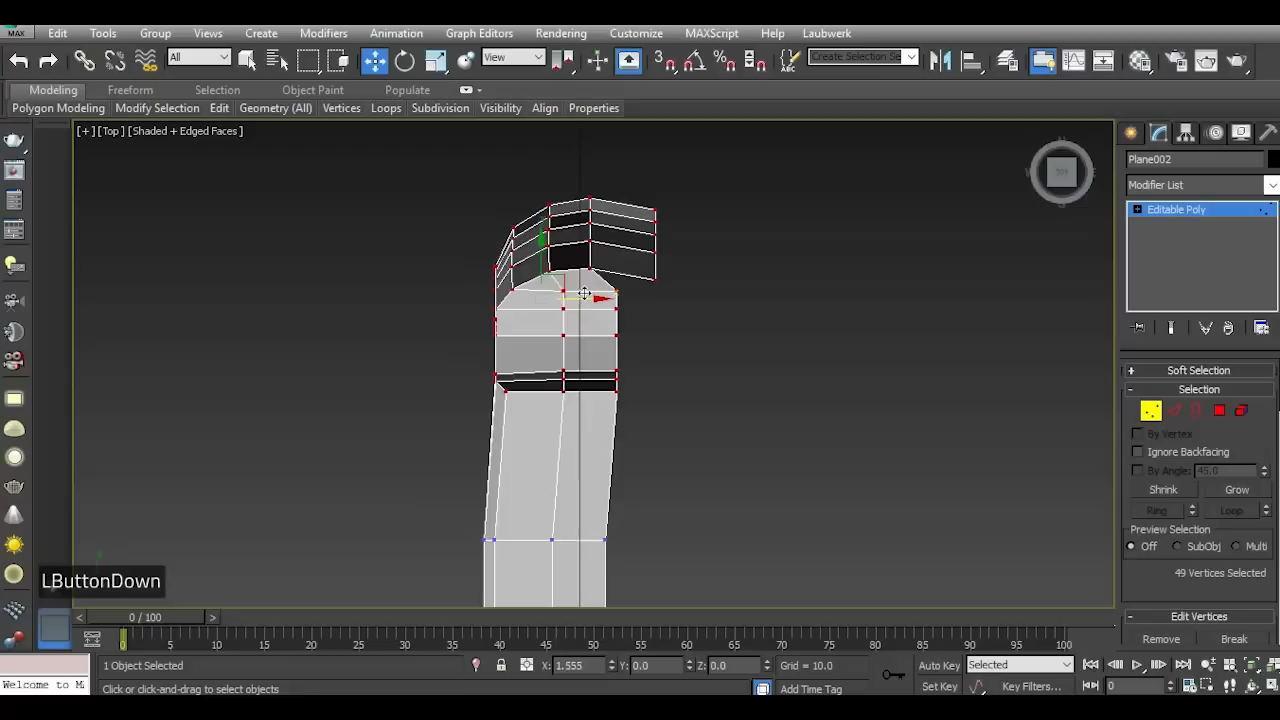 MAX Edit Tools Group Views Create Modifiers Animation Graph Editors Rendering Customize MAXScript Help Laubwerk
All View Create Selection Se
Modeling Freeform Selection Object Paint Populate
Polygon Modeling Modify Selection Edit Geometry (All) Vertices Loops Subdivision Visibility Align Properties
[+] [Top] [Shaded + Edged Faces]
Plane002
Modifier List
Editable Poly
Soft Selection
Selection
By Vertex
Ignore Backfacing
By Angle: 45.0
Shrink Grow
Ring Loop
Preview Selection
Off SubObj Multi
49 Vertices Selected
Edit Vertices
Remove Break
LButtonDown
0 / 100
0 5 10 15 20 25 30 35 40 45 50 55 60 65 70 75 80 85 90 95 100
1 Object Selected X: 1.555 Y: 0.0 Z: 0.0 Grid = 10.0 Auto Key Selected
Welcome to M Click or click-and-drag to select objects Add Time Tag Set Key Key Filters... 0